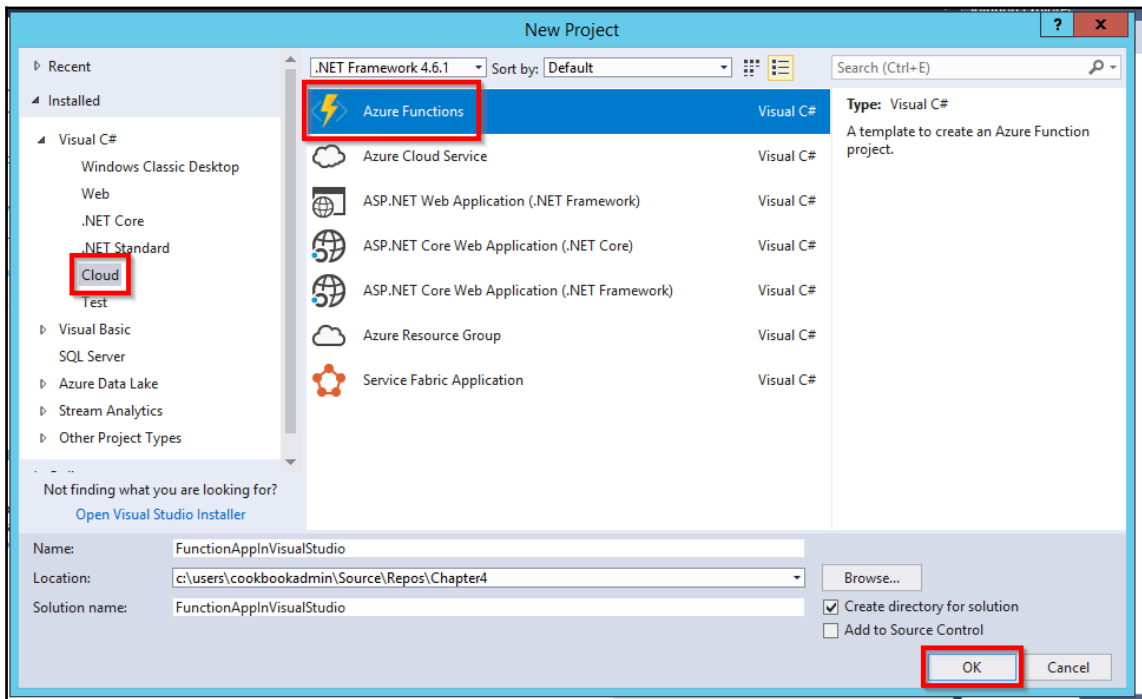 New Project
? x
Recent
Installed
Visual C#
Windows Classic Desktop
Web
.NET Core
.NET Standard
Cloud
Test
Visual Basic
SQL Server
Azure Data Lake
Stream Analytics
Other Project Types
Not finding what you are looking for?
Open Visual Studio Installer
.NET Framework 4.6.1 Sort by: Default
Azure Functions Visual C#
Azure Cloud Service Visual C#
ASP.NET Web Application (.NET Framework) Visual C#
ASP.NET Core Web Application (.NET Core) Visual C#
ASP.NET Core Web Application (.NET Framework) Visual C#
Azure Resource Group Visual C#
Service Fabric Application Visual C#
Search (Ctrl+E)
Type: Visual C#
A template to create an Azure Function
project.
Name: FunctionAppInVisualStudio
Location: c:\users\cookbookadmin\Source\Repos\Chapter4 Browse...
Solution name: FunctionAppInVisualStudio
Create directory for solution
Add to Source Control
OK Cancel